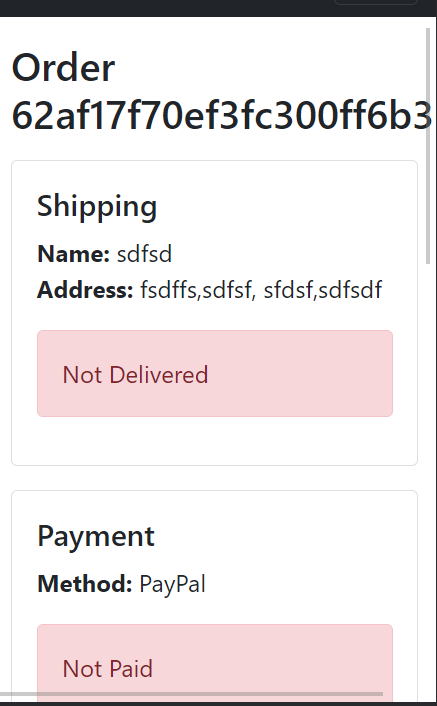 Order
62af17f70ef3fc300ff6b3
Shipping
Name: sdfsd
Address: fsdffs,sdfsf, sfdsf,sdfsdf
Not Delivered
Payment
Method: PayPal
Not Paid